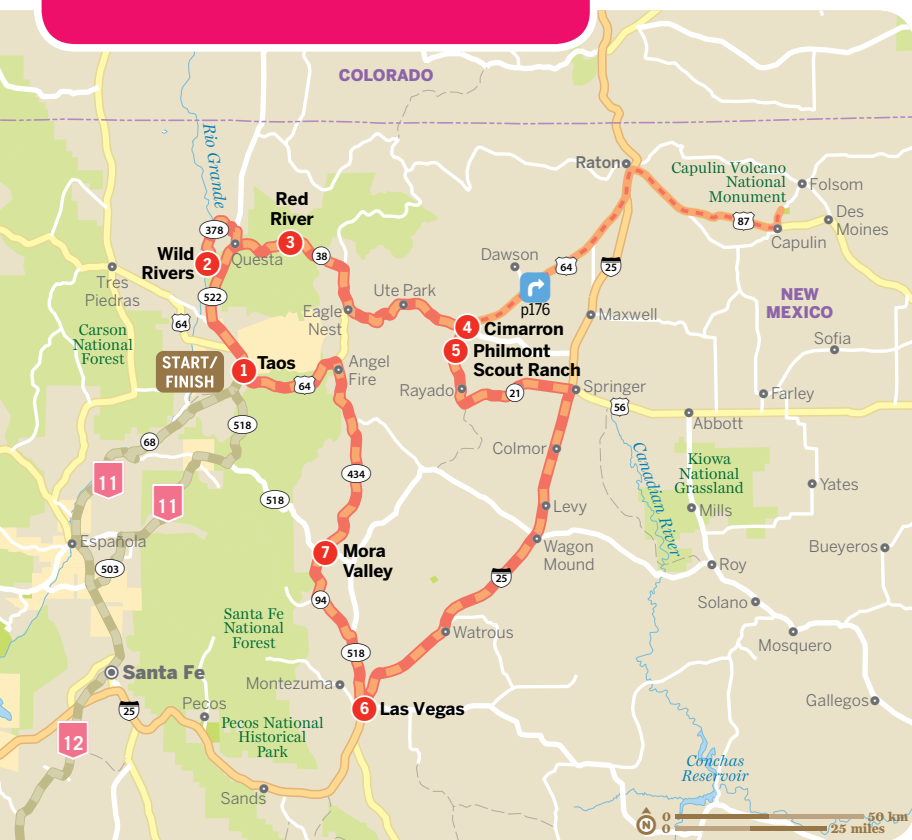 COLORADO
Rio Grande
Raton
Capulin Volcano
National
Monument
Folsom
Des
Moines
87
Capulin
Red
River
3
378
38
Questa
Wild
Rivers
2
522
Dawson
64
25
p176
Tres
Piedras
64
Eagle
Nest
Ute Park
4
Cimarron
Maxwell
NEW
MEXICO
Carson
National
Forest
5
Philmont
Scout Ranch
Sofia
START/
FINISH
1
Taos
64
Angel
Fire
Rayado
21
Springer
56
Farley
Abbott
518
68
Colmor
Canadian River
Kiowa
National
Grassland
11
11
434
518
Yates
Levy
Mills
Española
503
7
Mora
Valley
Wagon
Mound
Bueyeros
Roy
25
94
Solano
Santa Fe
National
Forest
Watrous
Mosquero
518
Santa Fe
Montezuma
Pecos
6
Las Vegas
Gallegos
25
Pecos National
Historical
Park
12
Conchas
Reservoir
Sands
N
0
50 km
0
25 miles